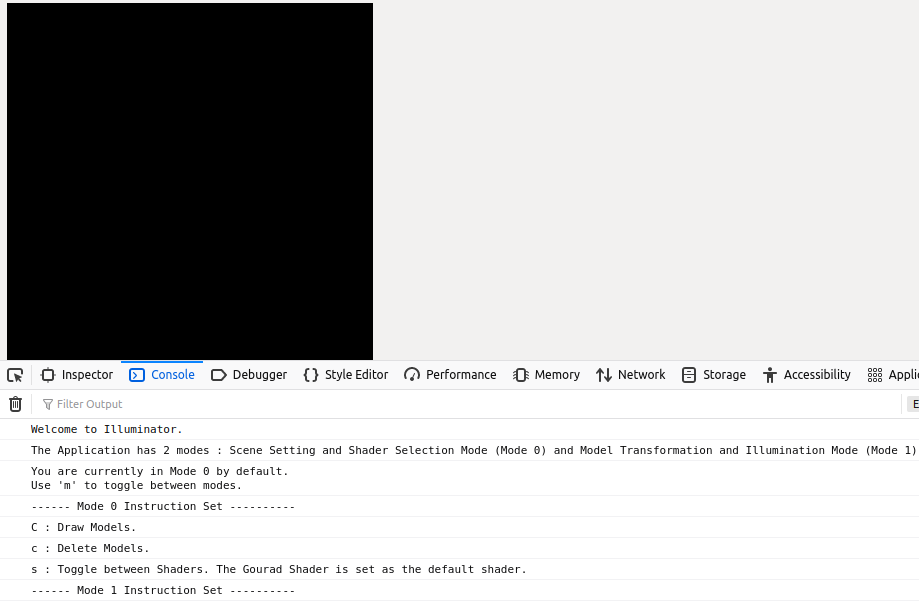 Inspector Console Debugger Style Editor Performance Memory Network Storage Accessibility Applic
Filter Output E
Welcome to Illuminator.
The Application has 2 modes : Scene Setting and Shader Selection Mode (Mode 0) and Model Transformation and Illumination Mode (Mode 1)
You are currently in Mode 0 by default.
Use 'm' to toggle between modes.
------ Mode 0 Instruction Set ----------
C : Draw Models.
c : Delete Models.
s : Toggle between Shaders. The Gourad Shader is set as the default shader.
------ Mode 1 Instruction Set ----------